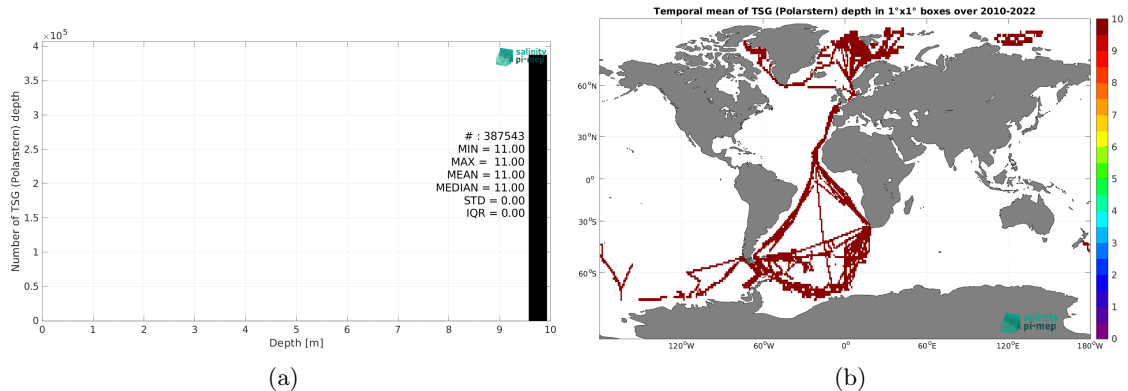 ×10⁵
Number of TSG (Polarstern) depth
4
3.5
3
2.5
2
1.5
1
0.5
0
salinity
pi-mep
# : 387543
MIN = 11.00
MAX = 11.00
MEAN = 11.00
MEDIAN = 11.00
STD = 0.00
IQR = 0.00
0 1 2 3 4 5 6 7 8 9 10
Depth [m]
(a)
Temporal mean of TSG (Polarstern) depth in 1°x1° boxes over 2010-2022
60°N
30°N
0°
30°S
60°S
120°W 60°W 0° 60°E 120°E 180°W
salinity
pi-mep
10
9
8
7
6
5
4
3
2
1
0
(b)